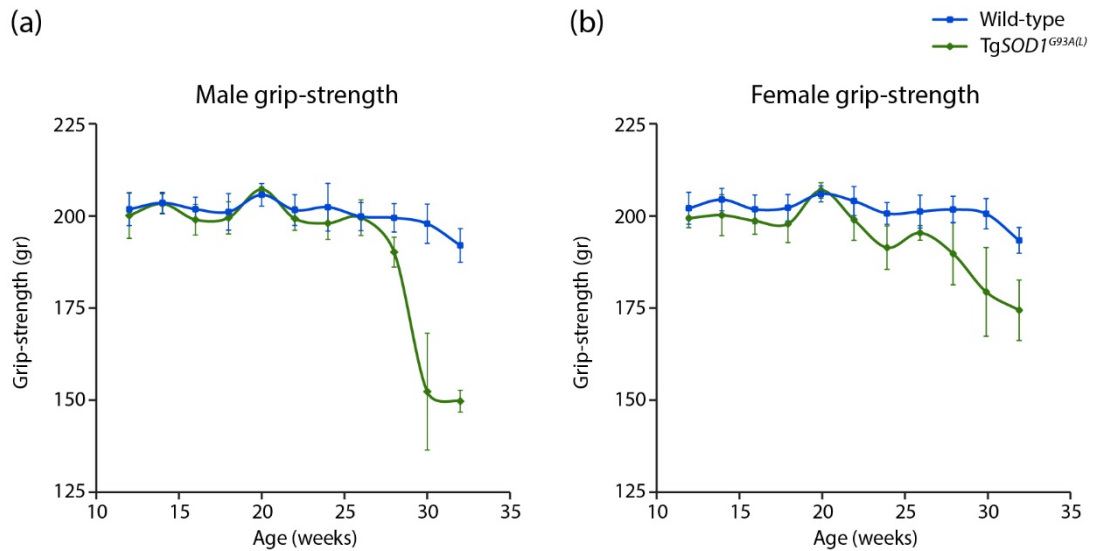 (a)
(b)
Wild-type
TgSOD1G93A(L)
Male grip-strength
Female grip-strength
225
200
175
150
125
Grip-strength (gr)
10 15 20 25 30 35
Age (weeks)
225
200
175
150
125
Grip-strength (gr)
10 15 20 25 30 35
Age (weeks)